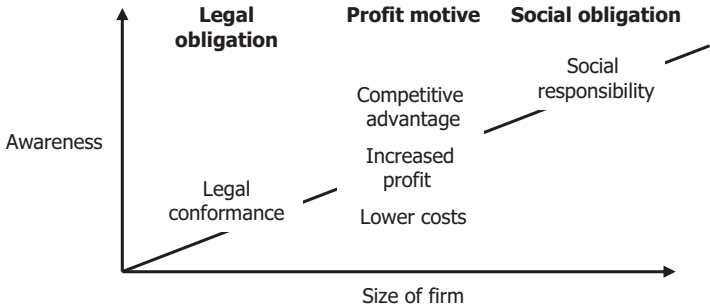 Legal
obligation
Profit motive
Social obligation
Social
responsibility
Competitive
advantage
Awareness
Increased
profit
Legal
conformance
Lower costs
Size of firm